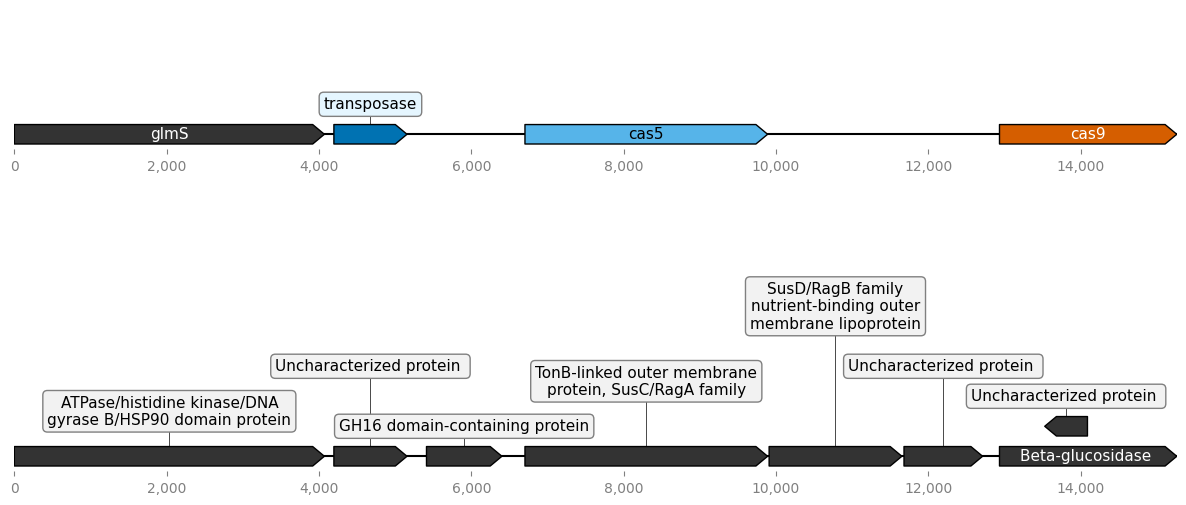 transposase
glmS
cas5
cas9
0
2,000
4,000
6,000
8,000
10,000
12,000
14,000
SusD/RagB family
nutrient-binding outer
membrane lipoprotein
Uncharacterized protein
TonB-linked outer membrane
protein, SusC/RagA family
Uncharacterized protein
Uncharacterized protein
ATPase/histidine kinase/DNA
gyrase B/HSP90 domain protein
GH16 domain-containing protein
Beta-glucosidase
0
2,000
4,000
6,000
8,000
10,000
12,000
14,000